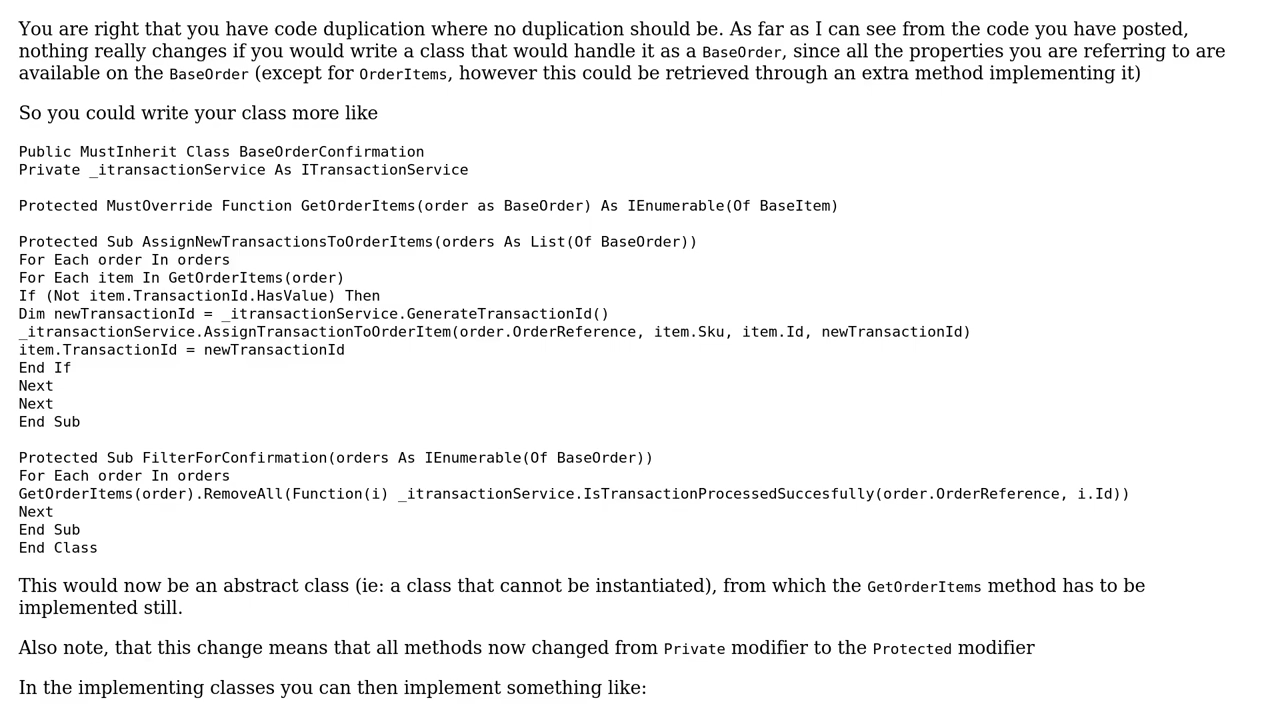 You are right that you have code duplication where no duplication should be. As far as I can see from the code you have posted,
nothing really changes if you would write a class that would handle it as a BaseOrder, since all the properties you are referring to are
available on the BaseOrder (except for OrderItems, however this could be retrieved through an extra method implementing it)
So you could write your class more like
Public MustInherit Class BaseOrderConfirmation
Private _itransactionService As ITransactionService
Protected MustOverride Function GetOrderItems(order as BaseOrder) As IEnumerable(Of BaseItem)
Protected Sub AssignNewTransactionsToOrderItems(orders As List(Of BaseOrder))
For Each order In orders
For Each item In GetOrderItems(order)
If (Not item.TransactionId.HasValue) Then
Dim newTransactionId = _itransactionService.GenerateTransactionId()
_itransactionService.AssignTransactionToOrderItem(order.OrderReference, item.Sku, item.Id, newTransactionId)
item.TransactionId = newTransactionId
End If
Next
Next
End Sub
Protected Sub FilterForConfirmation(orders As IEnumerable(Of BaseOrder))
For Each order In orders
GetOrderItems(order).RemoveAll(Function(i) _itransactionService.IsTransactionProcessedSuccesfully(order.OrderReference, i.Id))
Next
End Sub
End Class
This would now be an abstract class (ie: a class that cannot be instantiated), from which the GetOrderItems method has to be
implemented still.
Also note, that this change means that all methods now changed from Private modifier to the Protected modifier
In the implementing classes you can then implement something like: